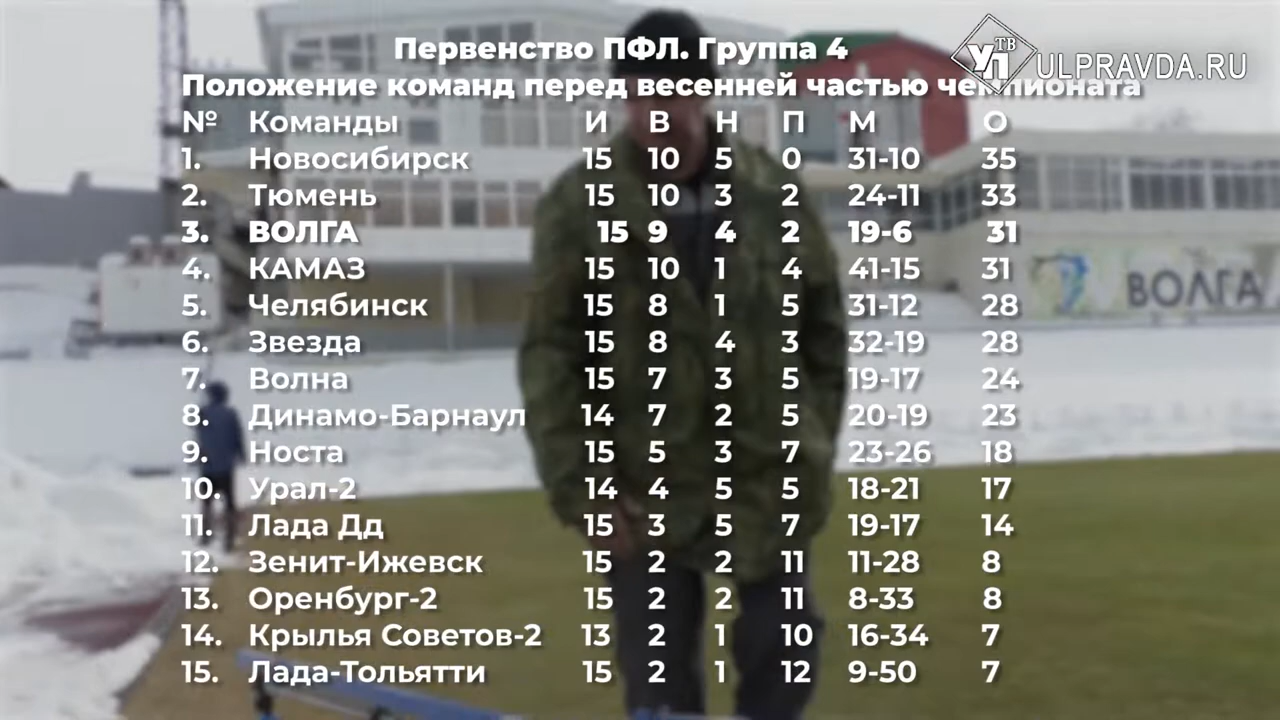 УП ТВ ULPRAVDA.RU
Первенство ПФЛ. Группа 4
Положение команд перед весенней частью чемпионата
№ Команды И В Н П М О
1. Новосибирск 15 10 5 0 31-10 35
2. Тюмень 15 10 3 2 24-11 33
3. ВОЛГА 15 9 4 2 19-6 31
4. КАМАЗ 15 10 1 4 41-15 31
5. Челябинск 15 8 1 5 31-12 28
6. Звезда 15 8 4 3 32-19 28
7. Волна 15 7 3 5 19-17 24
8. Динамо-Барнаул 14 7 2 5 20-19 23
9. Носта 15 5 3 7 23-26 18
10. Урал-2 14 4 5 5 18-21 17
11. Лада Дд 15 3 5 7 19-17 14
12. Зенит-Ижевск 15 2 2 11 11-28 8
13. Оренбург-2 15 2 2 11 8-33 8
14. Крылья Советов-2 13 2 1 10 16-34 7
15. Лада-Тольятти 15 2 1 12 9-50 7
ВОЛГА